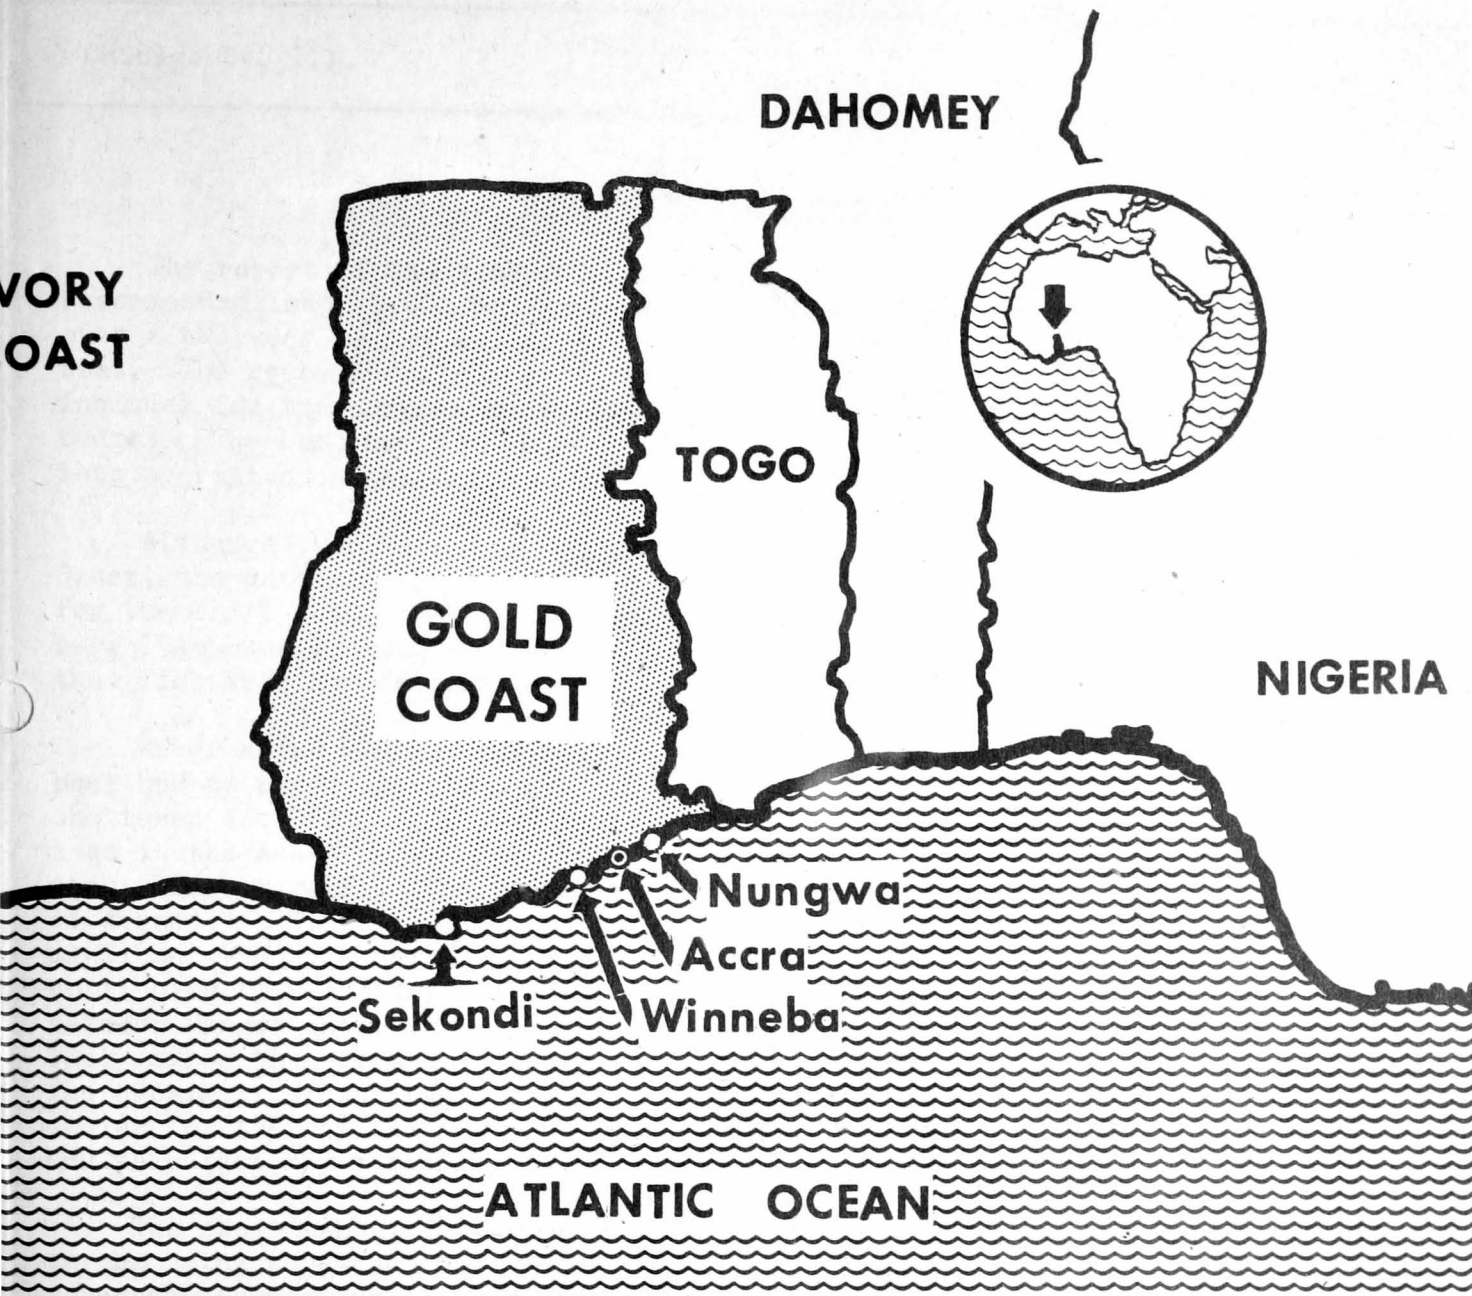 DAHOMEY
VORY
OAST
TOGO
GOLD
COAST
NIGERIA
Nungwa
Accra
Sekondi
Winneba
ATLANTIC OCEAN